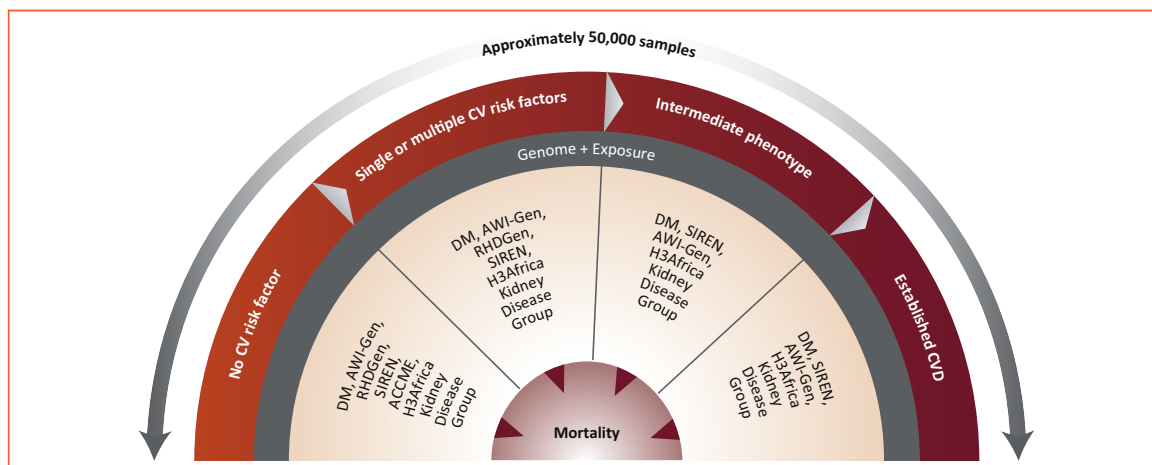 Approximately 50,000 samples
No CV risk factor
Single or multiple CV risk factors
Intermediate phenotype
Established CVD
Genome + Exposure
DM, AWI-Gen,
RHDGen,
SIREN,
ACCME,
H3Africa
Kidney
Disease
Group
DM, AWI-Gen,
RHDGen,
SIREN,
H3Africa
Kidney
Disease
Group
DM, SIREN,
AWI-Gen,
H3Africa
Kidney
Disease
Group
DM, SIREN,
AWI-Gen,
H3Africa
Kidney
Disease
Group
Mortality